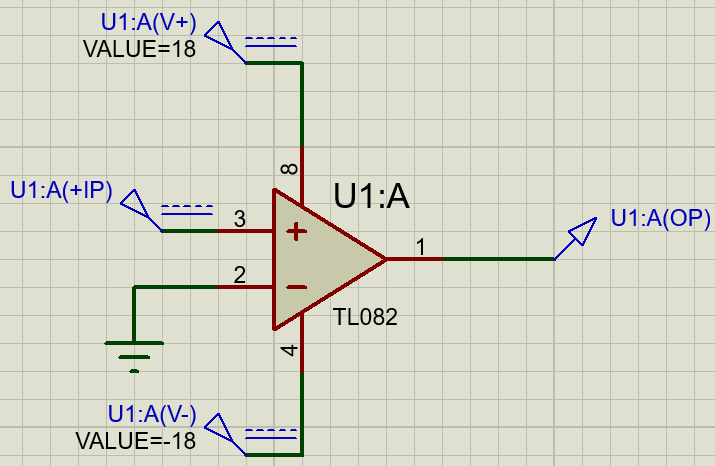 U1:A(V+)
VALUE=18
8
U1:A(+IP)
3
U1:A
+
1
U1:A(OP)
2
−
TL082
4
U1:A(V-)
VALUE=-18